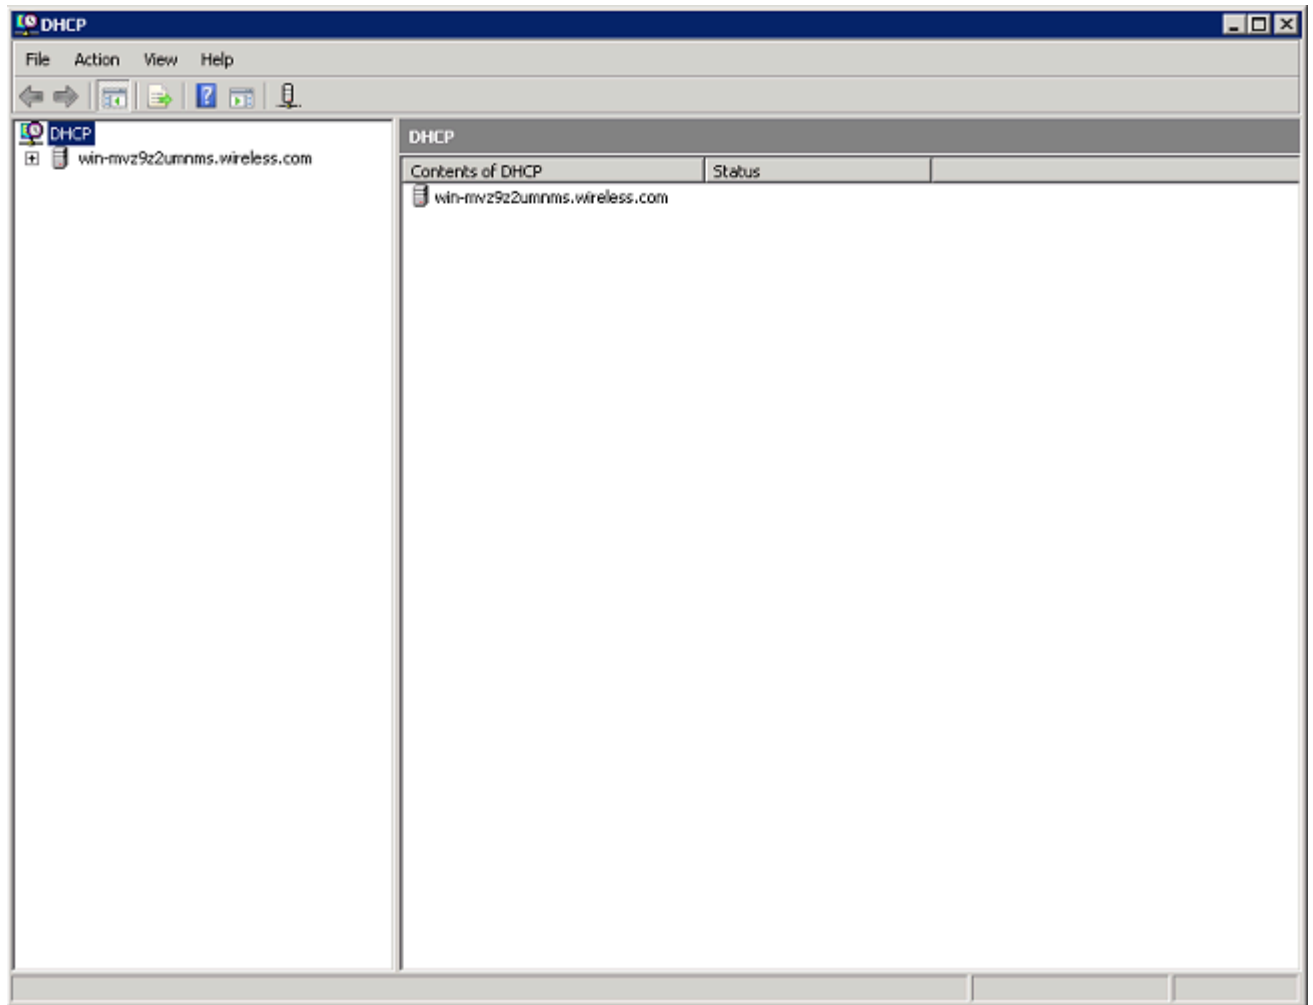 DHCP
File Action View Help
DHCP
win-mvz9z2umnms.wireless.com
DHCP
Contents of DHCP Status
win-mvz9z2umnms.wireless.com